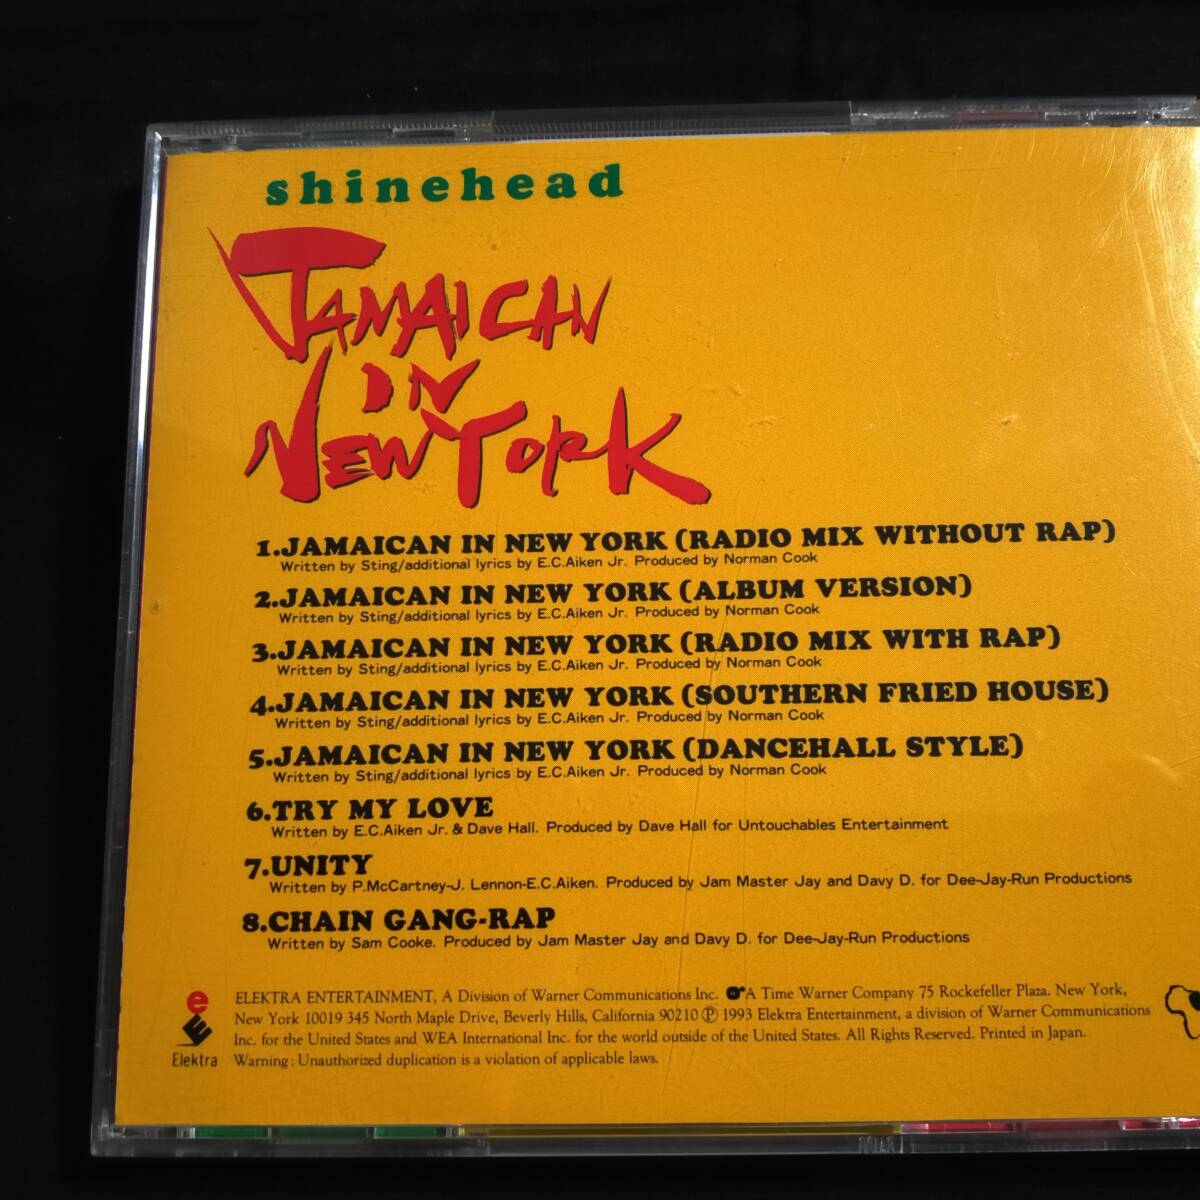 shinehead
JAMAICAN
IN
NEW YORK
1.JAMAICAN IN NEW YORK (RADIO MIX WITHOUT RAP)
Written by Sting/additional lyrics by E.C.Aiken Jr. Produced by Norman Cook
2.JAMAICAN IN NEW YORK (ALBUM VERSION)
Written by Sting/additional lyrics by E.C.Aiken Jr. Produced by Norman Cook
3.JAMAICAN IN NEW YORK (RADIO MIX WITH RAP)
Written by Sting/additional lyrics by E.C.Aiken Jr. Produced by Norman Cook
4.JAMAICAN IN NEW YORK (SOUTHERN FRIED HOUSE)
Written by Sting/additional lyrics by E.C.Aiken Jr. Produced by Norman Cook
5.JAMAICAN IN NEW YORK (DANCEHALL STYLE)
Written by Sting/additional lyrics by E.C.Aiken Jr. Produced by Norman Cook
6.TRY MY LOVE
Written by E.C.Aiken Jr. & Dave Hall. Produced by Dave Hall for Untouchables Entertainment
7.UNITY
Written by P.McCartney-J. Lennon-E.C.Aiken. Produced by Jam Master Jay and Davy D. for Dee-Jay-Run Productions
8.CHAIN GANG-RAP
Written by Sam Cooke. Produced by Jam Master Jay and Davy D. for Dee-Jay-Run Productions
ELEKTRA ENTERTAINMENT, A Division of Warner Communications Inc. A Time Warner Company 75 Rockefeller Plaza. New York,
New York 10019 345 North Maple Drive, Beverly Hills, California 90210 ℗ 1993 Elektra Entertainment, a division of Warner Communications
Inc. for the United States and WEA International Inc. for the world outside of the United States. All Rights Reserved. Printed in Japan.
Warning : Unauthorized duplication is a violation of applicable laws.
Elektra